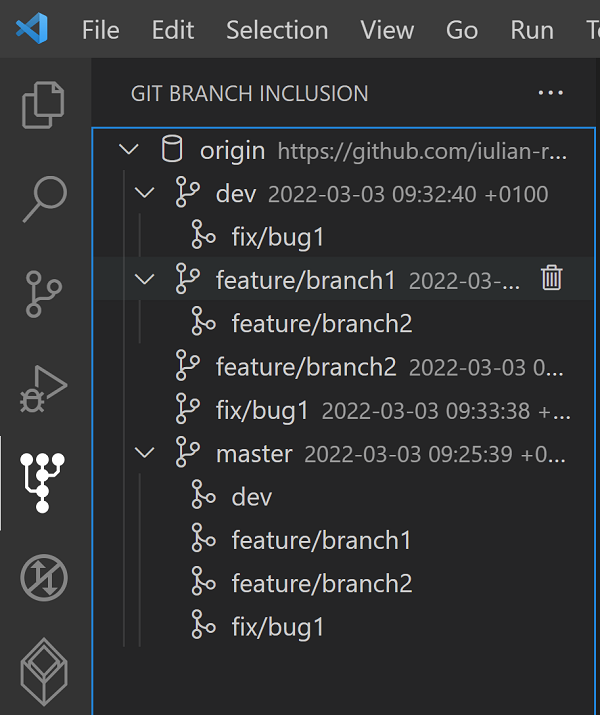 File Edit Selection View Go Run T
GIT BRANCH INCLUSION ...
origin https://github.com/iulian-r...
dev 2022-03-03 09:32:40 +0100
fix/bug1
feature/branch1 2022-03-...
feature/branch2
feature/branch2 2022-03-03 0...
fix/bug1 2022-03-03 09:33:38 +...
master 2022-03-03 09:25:39 +0...
dev
feature/branch1
feature/branch2
fix/bug1